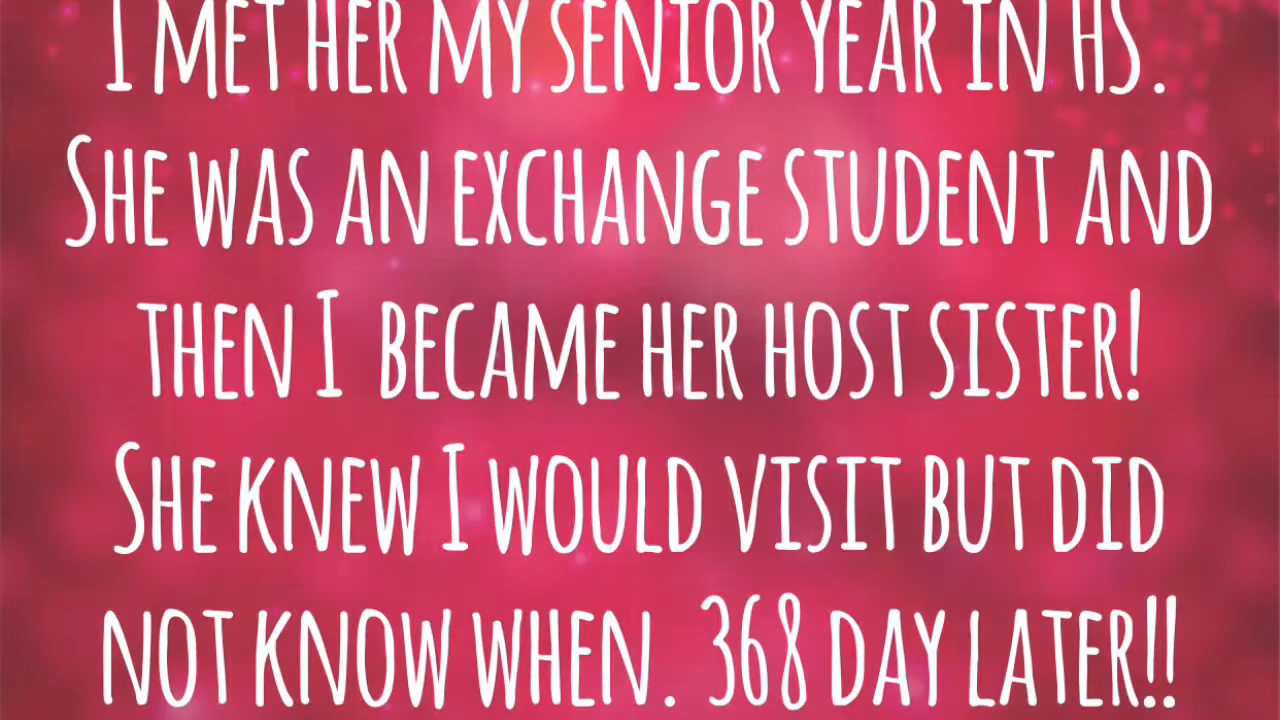 I met her my senior year in HS.
She was an exchange student and
then I became her host sister!
She knew I would visit but did
not know when. 368 day later!!